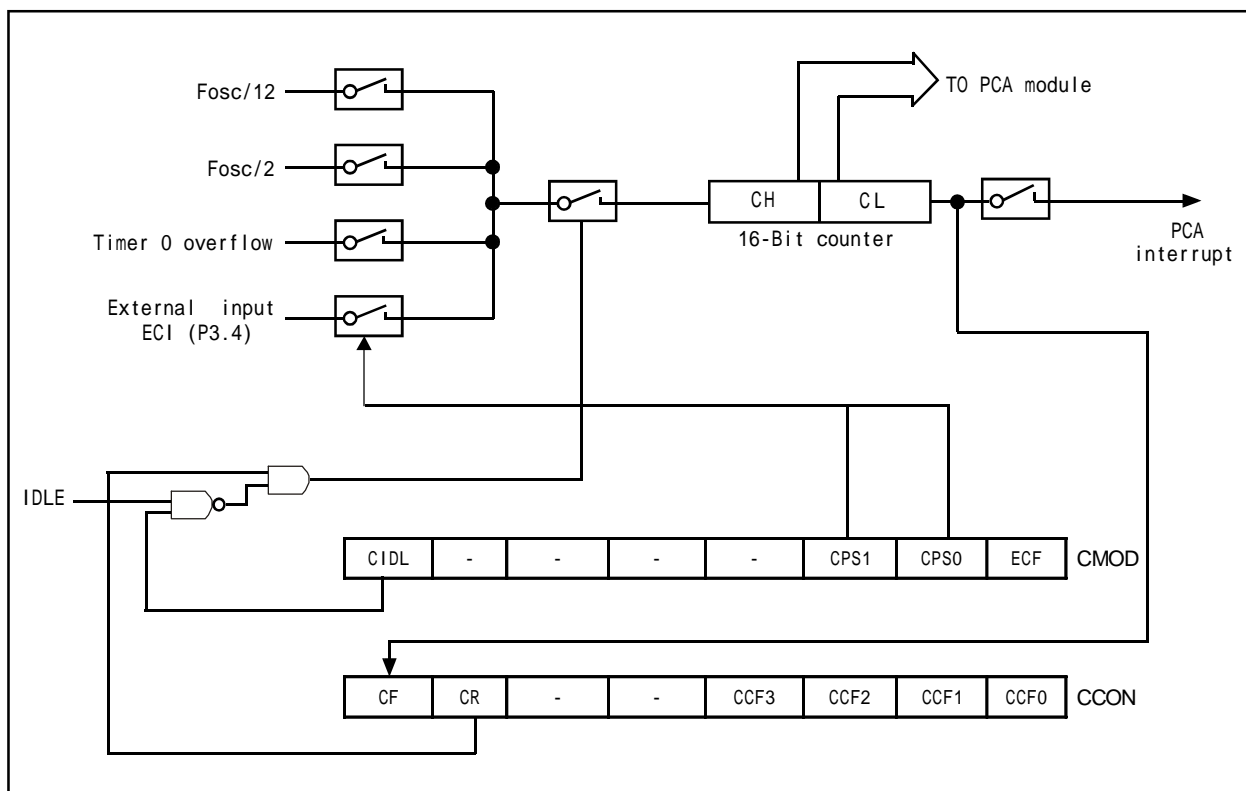 Fosc/12
Fosc/2
Timer 0 overflow
External input
ECI (P3.4)
TO PCA module
CH CL
16-Bit counter
PCA
interrupt
IDLE
CIDL - - - - CPS1 CPS0 ECF CMOD
CF CR - - CCF3 CCF2 CCF1 CCF0 CCON